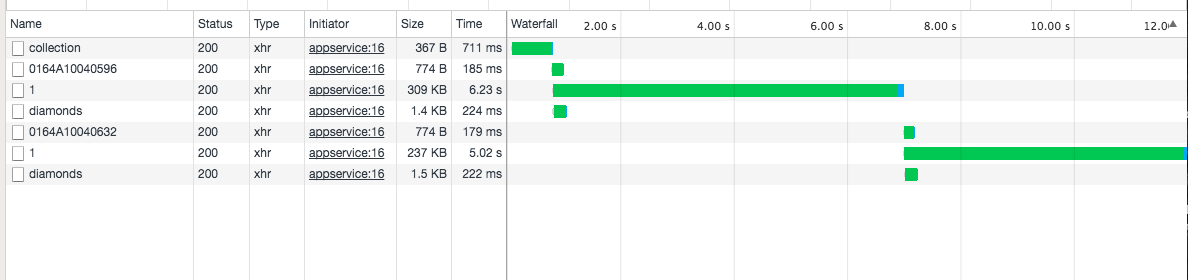 Name Status Type Initiator Size Time Waterfall 2.00 s 4.00 s 6.00 s 8.00 s 10.00 s 12.0
collection 200 xhr appservice:16 367 B 711 ms
0164A10040596 200 xhr appservice:16 774 B 185 ms
1 200 xhr appservice:16 309 KB 6.23 s
diamonds 200 xhr appservice:16 1.4 KB 224 ms
0164A10040632 200 xhr appservice:16 774 B 179 ms
1 200 xhr appservice:16 237 KB 5.02 s
diamonds 200 xhr appservice:16 1.5 KB 222 ms